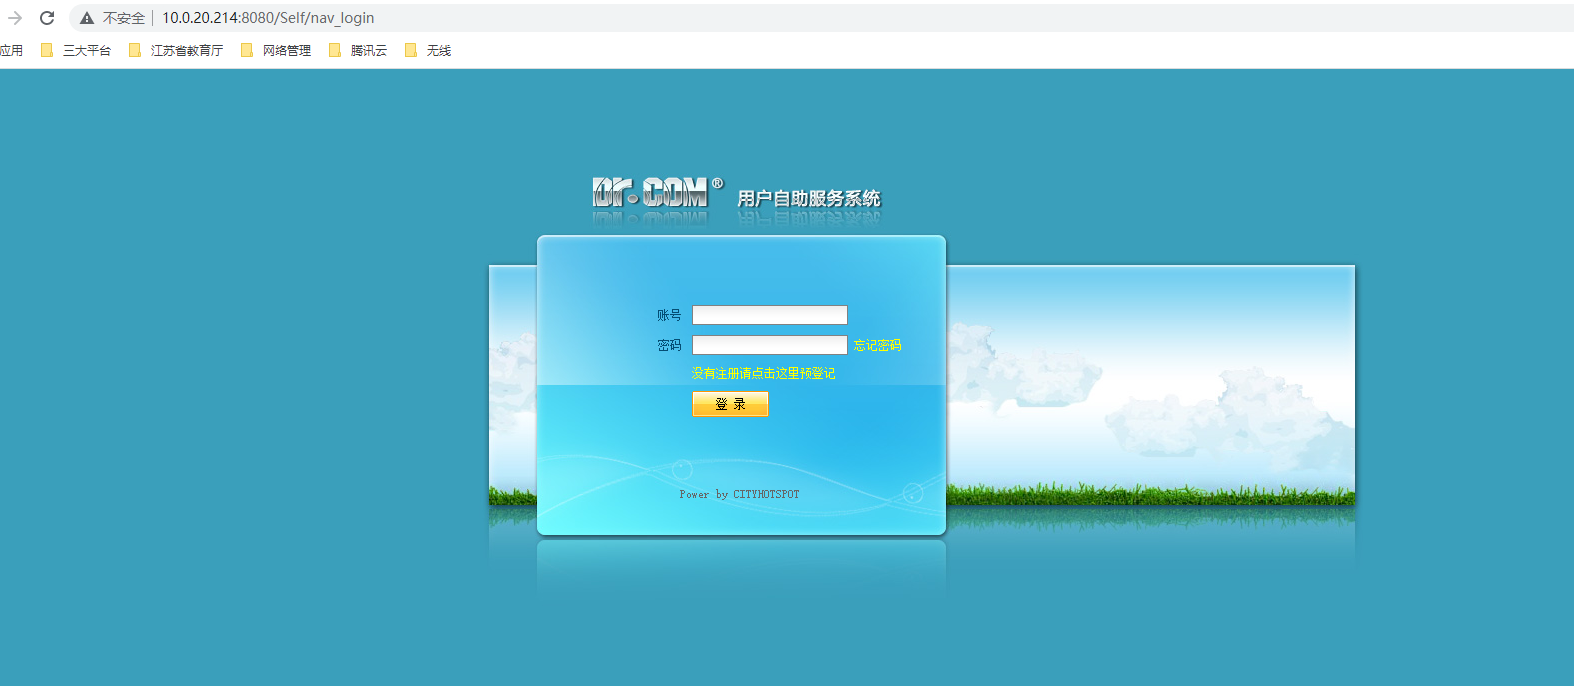 不安全 10.0.20.214:8080/Self/nav_login
应用 三大平台 江苏省教育厅 网络管理 腾讯云 无线
Dr.COM® 用户自助服务系统
账号
密码 忘记密码
没有注册请点击这里预登记
登 录
Power by CITYHOTSPOT